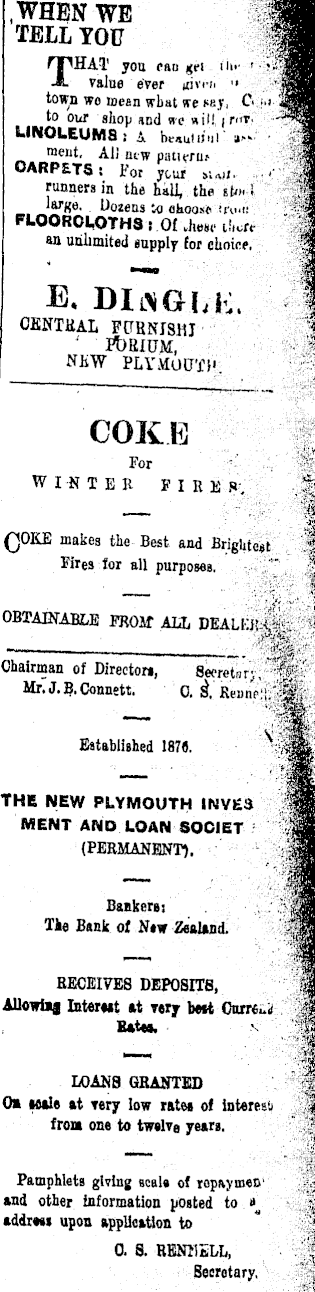 WHEN WE
TELL YOU
THAT you can get
value ever given
town we mean what we say.
to our shop and we will
LINOLEUMS: A beautiful
ment. All new patterns
CARPETS: For your
runners in the hall, the
large. Dozens to choose from
FLOORCLOTHS: Of these there
an unlimited supply for choice.
E. DINGLE,
CENTRAL FURNISHI
PORIUM,
NEW PLYMOUTH.
COKE
For
WINTER FIRES.
COKE makes the Best and Brightest
Fires for all purposes.
OBTAINABLE FROM ALL DEALERS
Chairman of Directors, Secretary,
Mr. J. B. Connett. C. S. Rennell.
Established 1876.
THE NEW PLYMOUTH INVES
MENT AND LOAN SOCIET
(PERMANENT).
Bankers:
The Bank of New Zealand.
RECEIVES DEPOSITS,
Allowing Interest at very best Current
Rates.
LOANS GRANTED
On scale at very low rates of interest
from one to twelve years.
Pamphlets giving scale of repaymen
and other information posted to a
address upon application to
C. S. RENNELL,
Secretary.